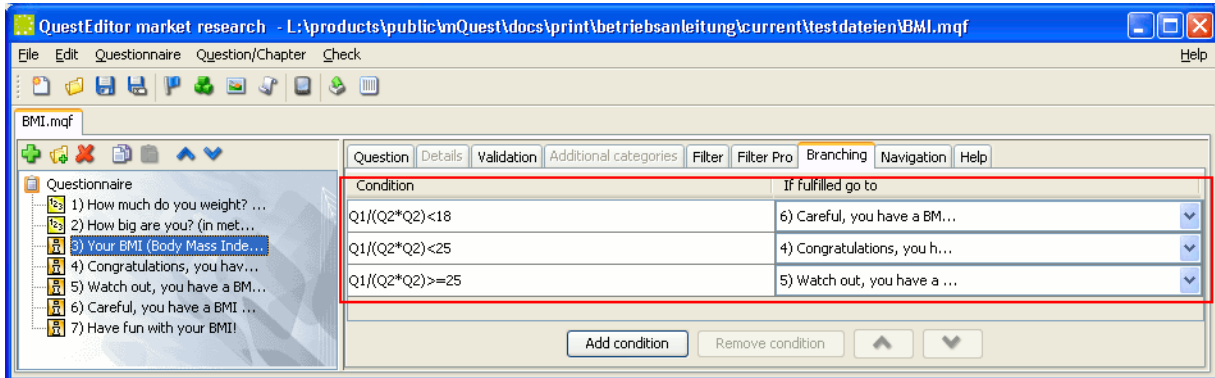 QuestEditor market research - L:\products\public\mQuest\docs\print\betriebsanleitung\current\testdateien\BMI.mqf
File Edit Questionnaire Question/Chapter Check Help
BMI.mqf
Question Details Validation Additional categories Filter Filter Pro Branching Navigation Help
Questionnaire
1) How much do you weight? ...
2) How big are you? (in met...
3) Your BMI (Body Mass Inde...
4) Congratulations, you hav...
5) Watch out, you have a BM...
6) Careful, you have a BMI ...
7) Have fun with your BMI!
Condition If fulfilled go to
Q1/(Q2*Q2)<18 6) Careful, you have a BM...
Q1/(Q2*Q2)<25 4) Congratulations, you h...
Q1/(Q2*Q2)>=25 5) Watch out, you have a ...
Add condition Remove condition